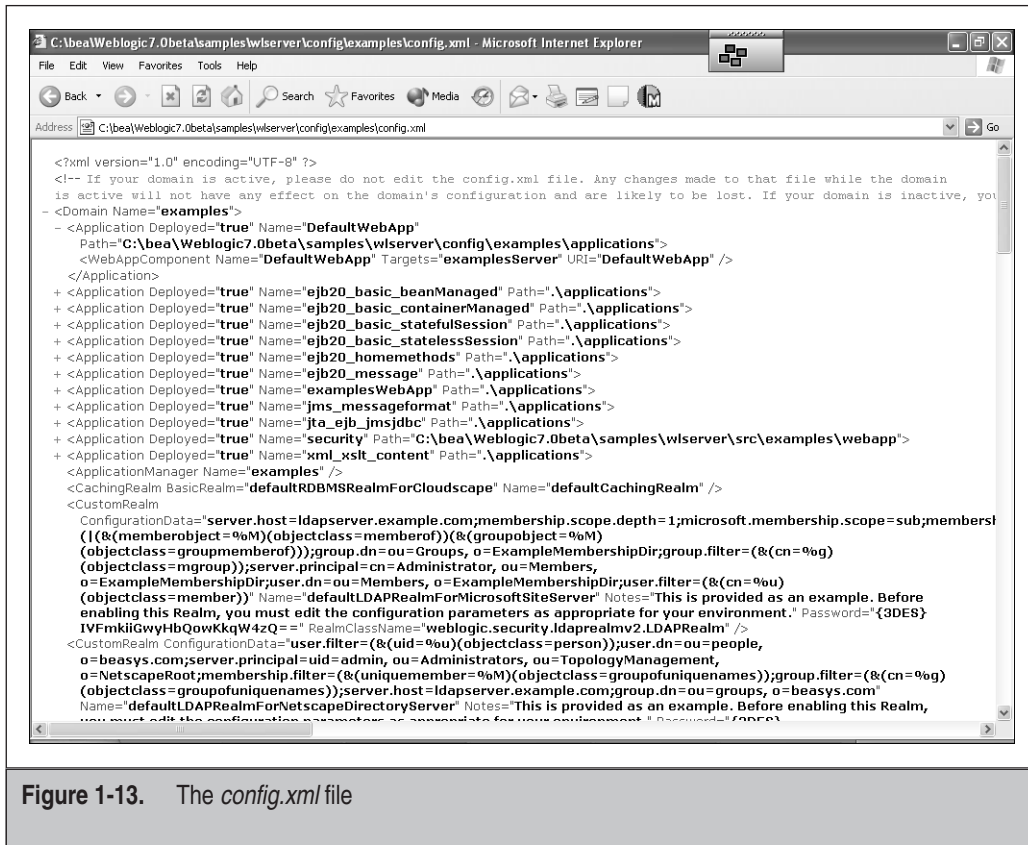 C:\bea\Weblogic7.0beta\samples\wlserver\config\examples\config.xml - Microsoft Internet Explorer
File Edit View Favorites Tools Help
Back Search Favorites Media
Address C:\bea\Weblogic7.0beta\samples\wlserver\config\examples\config.xml Go
<?xml version="1.0" encoding="UTF-8" ?>
<!-- If your domain is active, please do not edit the config.xml file. Any changes made to that file while the domain
is active will not have any effect on the domain's configuration and are likely to be lost. If your domain is inactive, you
- <Domain Name="examples">
- <Application Deployed="true" Name="DefaultWebApp"
Path="C:\bea\Weblogic7.0beta\samples\wlserver\config\examples\applications">
<WebAppComponent Name="DefaultWebApp" Targets="examplesServer" URI="DefaultWebApp" />
</Application>
+ <Application Deployed="true" Name="ejb20_basic_beanManaged" Path=".\applications">
+ <Application Deployed="true" Name="ejb20_basic_containerManaged" Path=".\applications">
+ <Application Deployed="true" Name="ejb20_basic_statefulSession" Path=".\applications">
+ <Application Deployed="true" Name="ejb20_basic_statelessSession" Path=".\applications">
+ <Application Deployed="true" Name="ejb20_homemethods" Path=".\applications">
+ <Application Deployed="true" Name="ejb20_message" Path=".\applications">
+ <Application Deployed="true" Name="examplesWebApp" Path=".\applications">
+ <Application Deployed="true" Name="jms_messageformat" Path=".\applications">
+ <Application Deployed="true" Name="jta_ejb_jmsjdbc" Path=".\applications">
+ <Application Deployed="true" Name="security" Path="C:\bea\Weblogic7.0beta\samples\wlserver\src\examples\webapp">
+ <Application Deployed="true" Name="xml_xslt_content" Path=".\applications">
<ApplicationManager Name="examples" />
<CachingRealm BasicRealm="defaultRDBMSRealmForCloudscape" Name="defaultCachingRealm" />
<CustomRealm
ConfigurationData="server.host=ldapserver.example.com;membership.scope.depth=1;microsoft.membership.scope=sub;membersh
(|(&(memberobject=%M)(objectclass=memberof))(&(groupobject=%M)
(objectclass=groupmemberof)));group.dn=ou=Groups, o=ExampleMembershipDir;group.filter=(&(cn=%g)
(objectclass=mgroup));server.principal=cn=Administrator, ou=Members,
o=ExampleMembershipDir;user.dn=ou=Members, o=ExampleMembershipDir;user.filter=(&(cn=%u)
(objectclass=member))" Name="defaultLDAPRealmForMicrosoftSiteServer" Notes="This is provided as an example. Before
enabling this Realm, you must edit the configuration parameters as appropriate for your environment." Password="{3DES}
IVFmkiiGwyHbQowKkqW4zQ==" RealmClassName="weblogic.security.ldaprealmv2.LDAPRealm" />
<CustomRealm ConfigurationData="user.filter=(&(uid=%u)(objectclass=person));user.dn=ou=people,
o=beasys.com;server.principal=uid=admin, ou=Administrators, ou=TopologyManagement,
o=NetscapeRoot;membership.filter=(&(uniquemember=%M)(objectclass=groupofuniquenames));group.filter=(&(cn=%g)
(objectclass=groupofuniquenames));server.host=ldapserver.example.com;group.dn=ou=groups, o=beasys.com"
Name="defaultLDAPRealmForNetscapeDirectoryServer" Notes="This is provided as an example. Before enabling this Realm,
you must edit the configuration parameters as appropriate for your environment." Password="{3DES}
Figure 1-13. The config.xml file